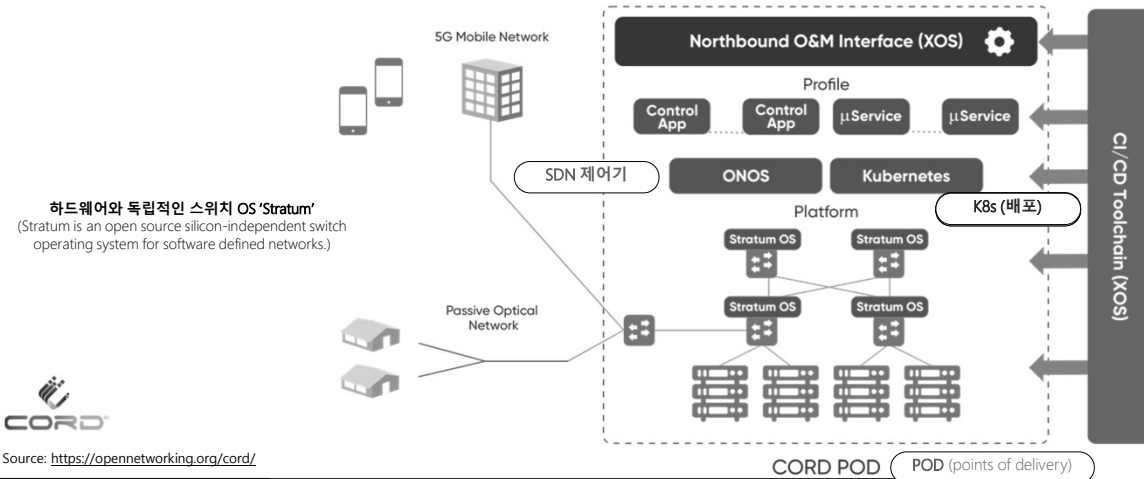 5G Mobile Network
Northbound O&M Interface (XOS)
Profile
Control App
Control App
μService
μService
SDN 제어기
ONOS
Kubernetes
K8s (배포)
Platform
하드웨어와 독립적인 스위치 OS ‘Stratum’
(Stratum is an open source silicon-independent switch
operating system for software defined networks.)
Stratum OS
Stratum OS
Stratum OS
Stratum OS
Passive Optical
Network
CI/CD Toolchain (XOS)
CORD
Source: https://opennetworking.org/cord/
CORD POD
POD (points of delivery)